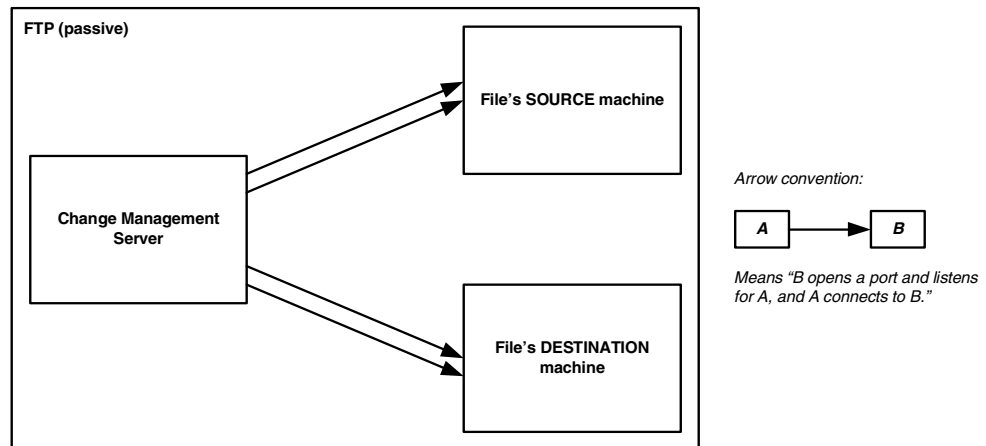 FTP (passive)
File's SOURCE machine
Change Management
Server
File's DESTINATION
machine
Arrow convention:
A
B
Means “B opens a port and listens
for A, and A connects to B.”